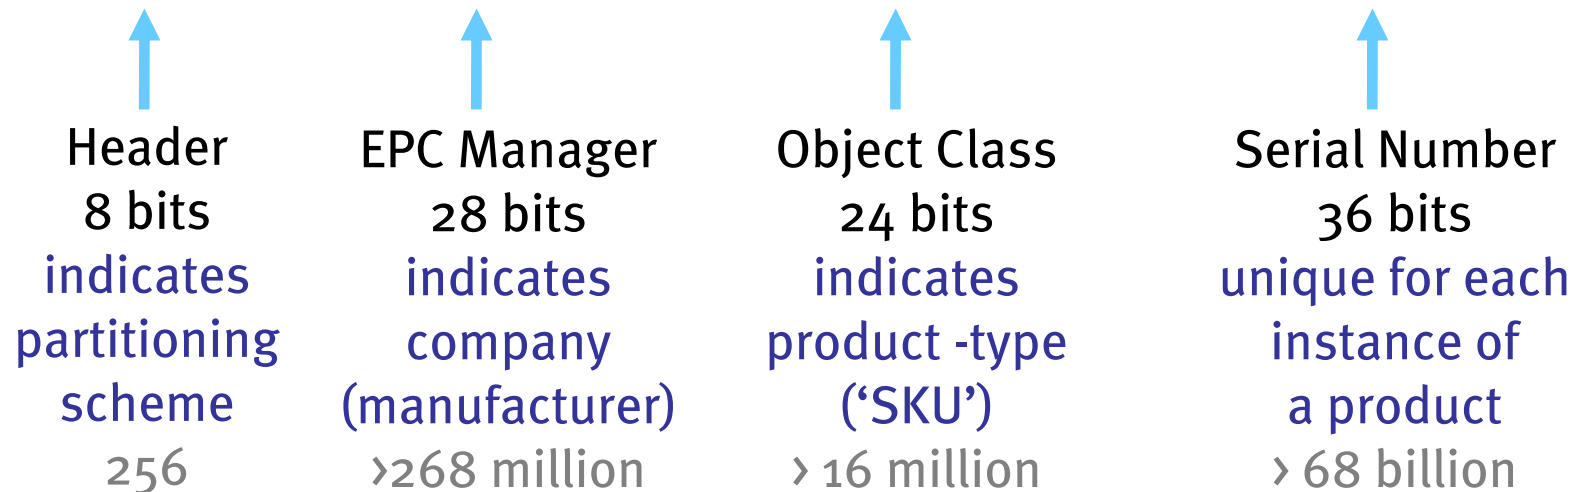 Header
8 bits
indicates
partitioning
scheme
256
EPC Manager
28 bits
indicates
company
(manufacturer)
>268 million
Object Class
24 bits
indicates
product -type
(‘SKU’)
> 16 million
Serial Number
36 bits
unique for each
instance of
a product
> 68 billion